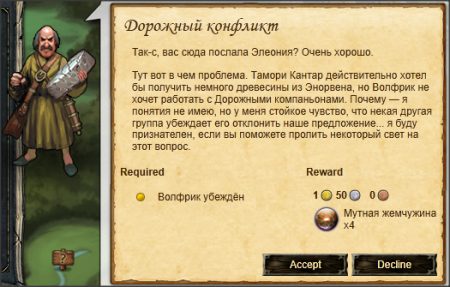 Дорожный конфликт
Так-с, вас сюда послала Элеония? Очень хорошо.
Тут вот в чем проблема. Тамори Кантар действительно хотел
бы получить немного древесины из Энорвена, но Волфрик не
хочет работать с Дорожными компаньонами. Почему — я
понятия не имею, но у меня стойкое чувство, что некая другая
группа убеждает его отклонить наше предложение... я буду
признателен, если вы поможете пролить некоторый свет на
этот вопрос.
Required
Волфрик убеждён
Reward
1 50 0
Мутная жемчужина
x4
Accept
Decline